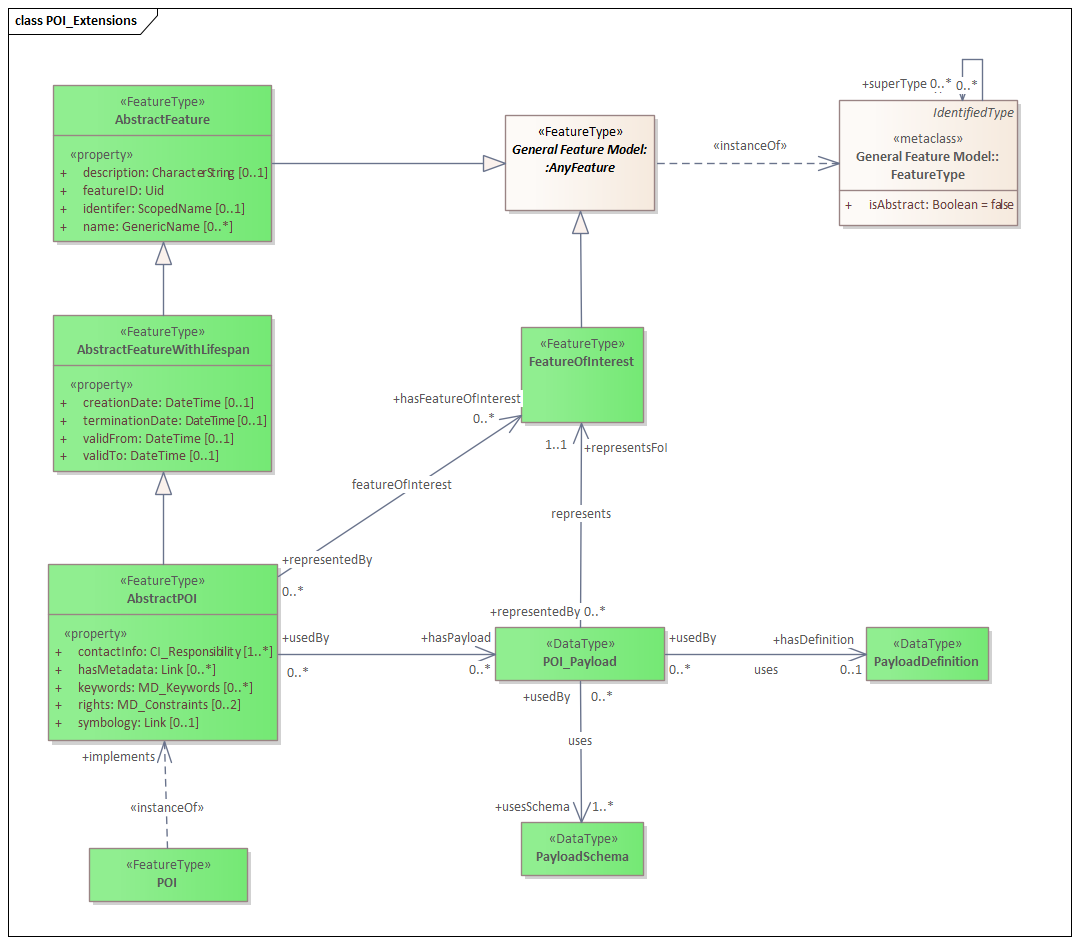 class POI_Extensions
+superType 0..* 0..*
«FeatureType»
AbstractFeature
«property»
+ description: CharacterString [0..1]
+ featureID: Uid
+ identifer: ScopedName [0..1]
+ name: GenericName [0..*]
«FeatureType»
General Feature Model:
:AnyFeature
«instanceOf»
IdentifiedType
«metaclass»
General Feature Model::
FeatureType
+ isAbstract: Boolean = false
«FeatureType»
AbstractFeatureWithLifespan
«property»
+ creationDate: DateTime [0..1]
+ terminationDate: DateTime [0..1]
+ validFrom: DateTime [0..1]
+ validTo: DateTime [0..1]
«FeatureType»
FeatureOfInterest
+hasFeatureOfInterest
0..*
1..1
+representsFoI
featureOfInterest
represents
+representedBy
0..*
+representedBy 0..*
«FeatureType»
AbstractPOI
«property»
+ contactInfo: CI_Responsibility [1..*]
+ hasMetadata: Link [0..*]
+ keywords: MD_Keywords [0..*]
+ rights: MD_Constraints [0..2]
+ symbology: Link [0..1]
+usedBy
0..*
+hasPayload
0..*
«DataType»
POI_Payload
+usedBy
0..*
uses
+hasDefinition
0..1
«DataType»
PayloadDefinition
+usedBy
0..*
uses
+usesSchema
1..*
«DataType»
PayloadSchema
+implements
«instanceOf»
«FeatureType»
POI